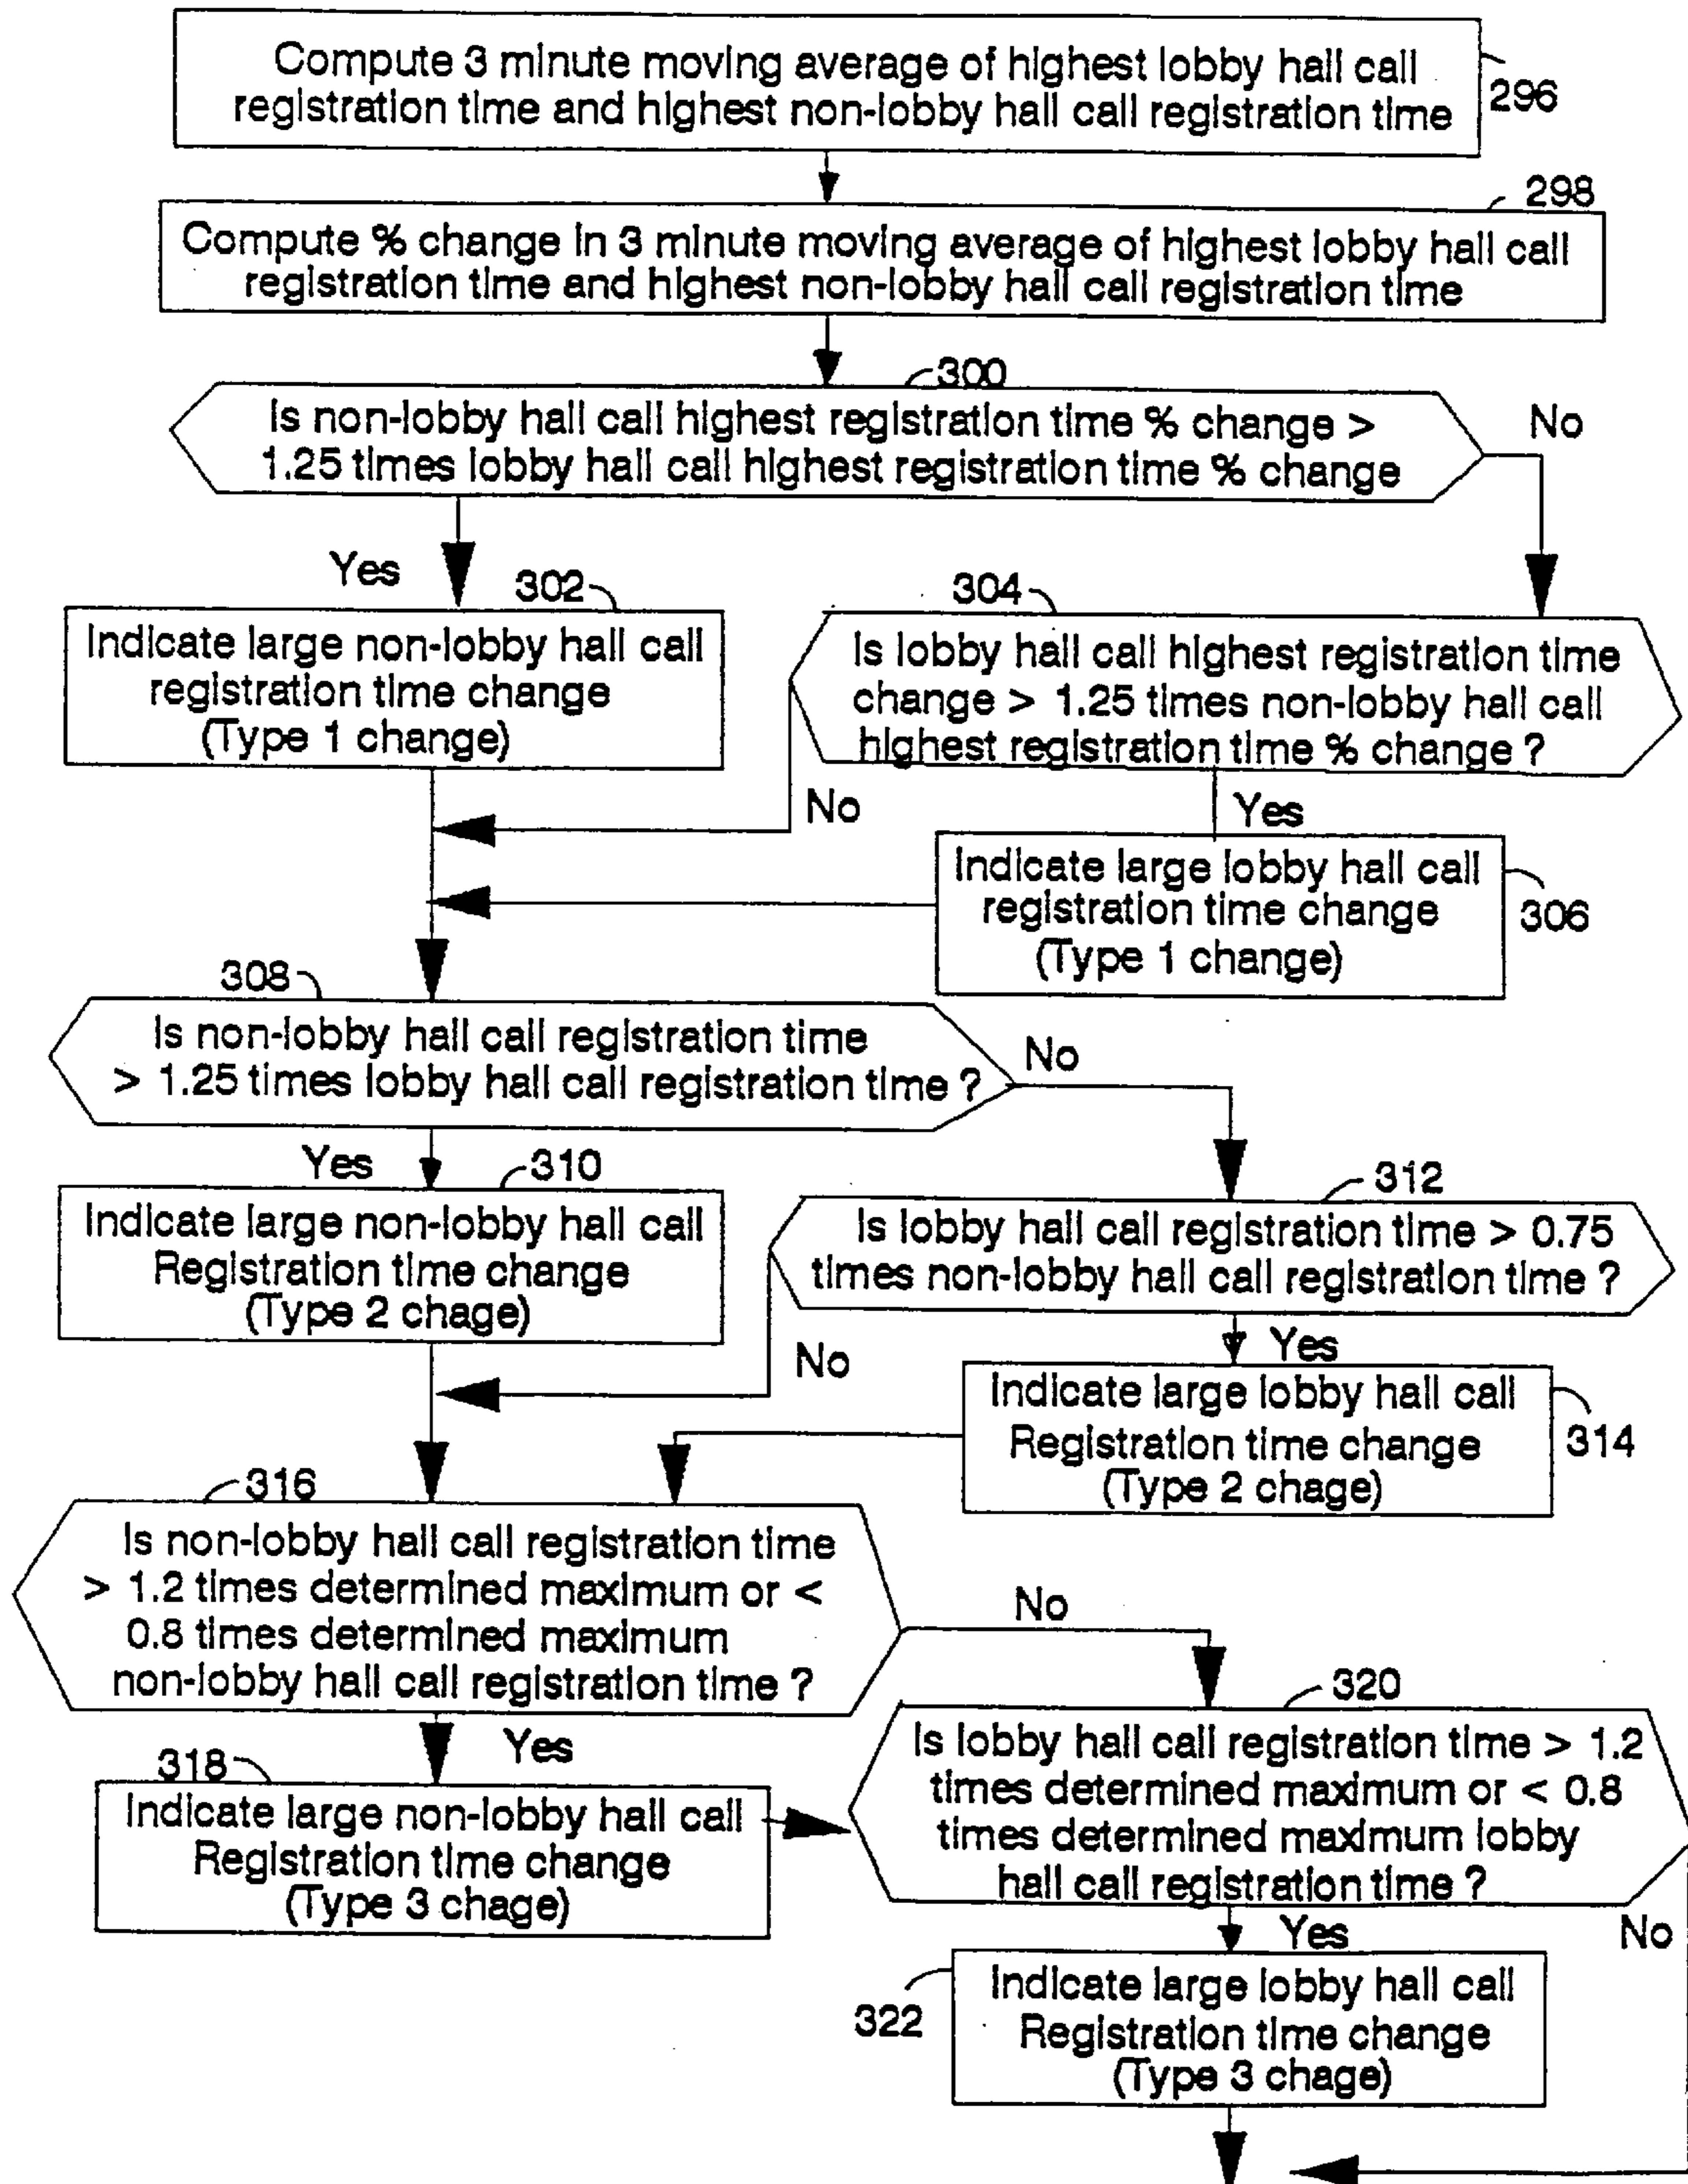 Compute 3 minute moving average of highest lobby hall call
registration time and highest non-lobby hall call registration time
296
298
Compute % change in 3 minute moving average of highest lobby hall call
registration time and highest non-lobby hall call registration time
300
Is non-lobby hall call highest registration time % change >
1.25 times lobby hall call highest registration time % change
No
Yes
302
Indicate large non-lobby hall call
registration time change
(Type 1 change)
304
Is lobby hall call highest registration time
change > 1.25 times non-lobby hall call
highest registration time % change ?
No
Yes
Indicate large lobby hall call
registration time change
(Type 1 change)
306
308
Is non-lobby hall call registration time
> 1.25 times lobby hall call registration time ?
No
Yes
310
Indicate large non-lobby hall call
Registration time change
(Type 2 chage)
312
Is lobby hall call registration time > 0.75
times non-lobby hall call registration time ?
No
Yes
Indicate large lobby hall call
Registration time change
(Type 2 chage)
314
316
Is non-lobby hall call registration time
> 1.2 times determined maximum or <
0.8 times determined maximum
non-lobby hall call registration time ?
No
Yes
318
Indicate large non-lobby hall call
Registration time change
(Type 3 chage)
320
Is lobby hall call registration time > 1.2
times determined maximum or < 0.8
times determined maximum lobby
hall call registration time ?
Yes
No
322
Indicate large lobby hall call
Registration time change
(Type 3 chage)